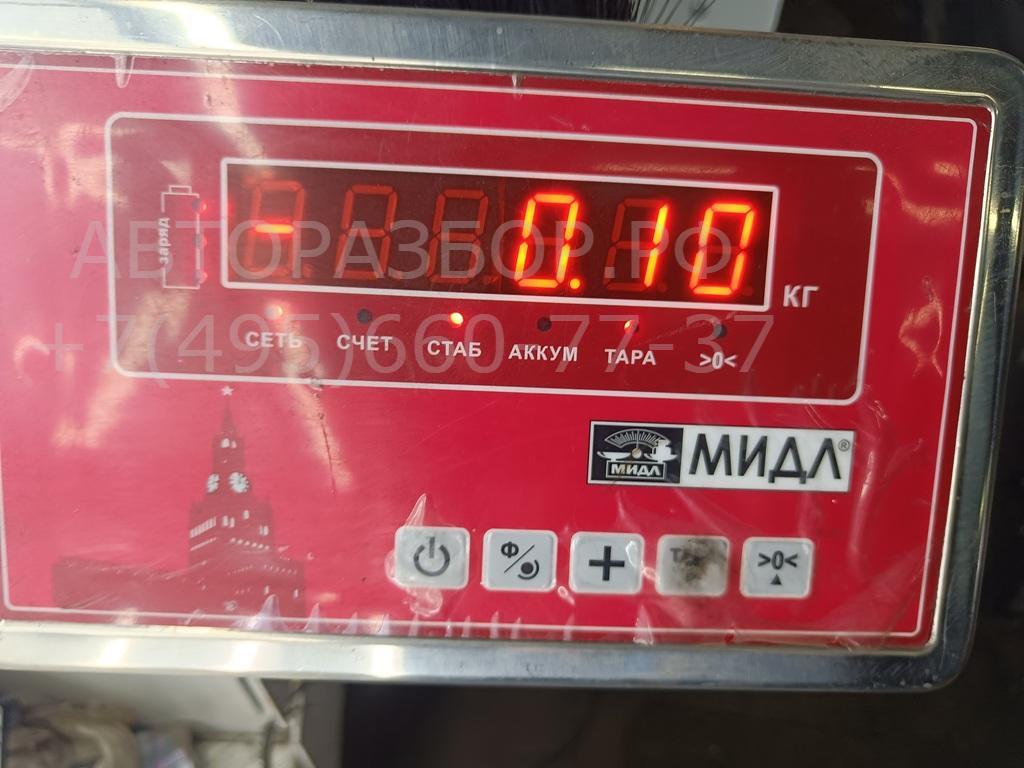 заряд
- 0.10
КГ
СЕТЬ СЧЕТ СТАБ АККУМ ТАРА >0<
АВТОРАЗБОР.РФ
+7(495)660-77-37
МИДЛ МИДЛ®
Ф + >0<